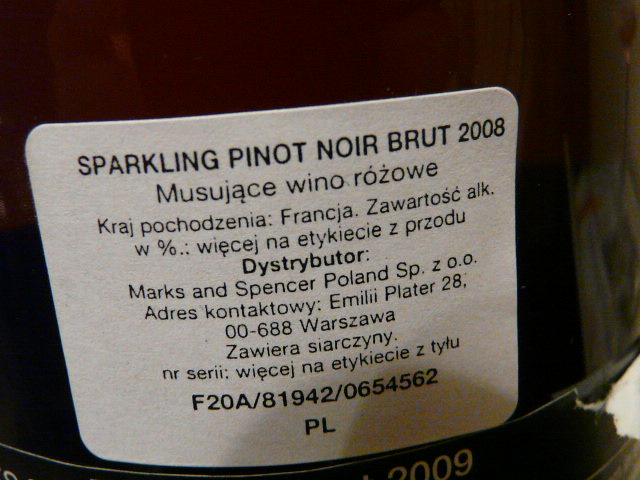 SPARKLING PINOT NOIR BRUT 2008
Musujące wino różowe
Kraj pochodzenia: Francja. Zawartość alk.
w %.: więcej na etykiecie z przodu
Dystrybutor:
Marks and Spencer Poland Sp. z o.o.
Adres kontaktowy: Emilii Plater 28,
00-688 Warszawa
Zawiera siarczyny.
nr serii: więcej na etykiecie z tyłu
F20A/81942/0654562
PL
2009